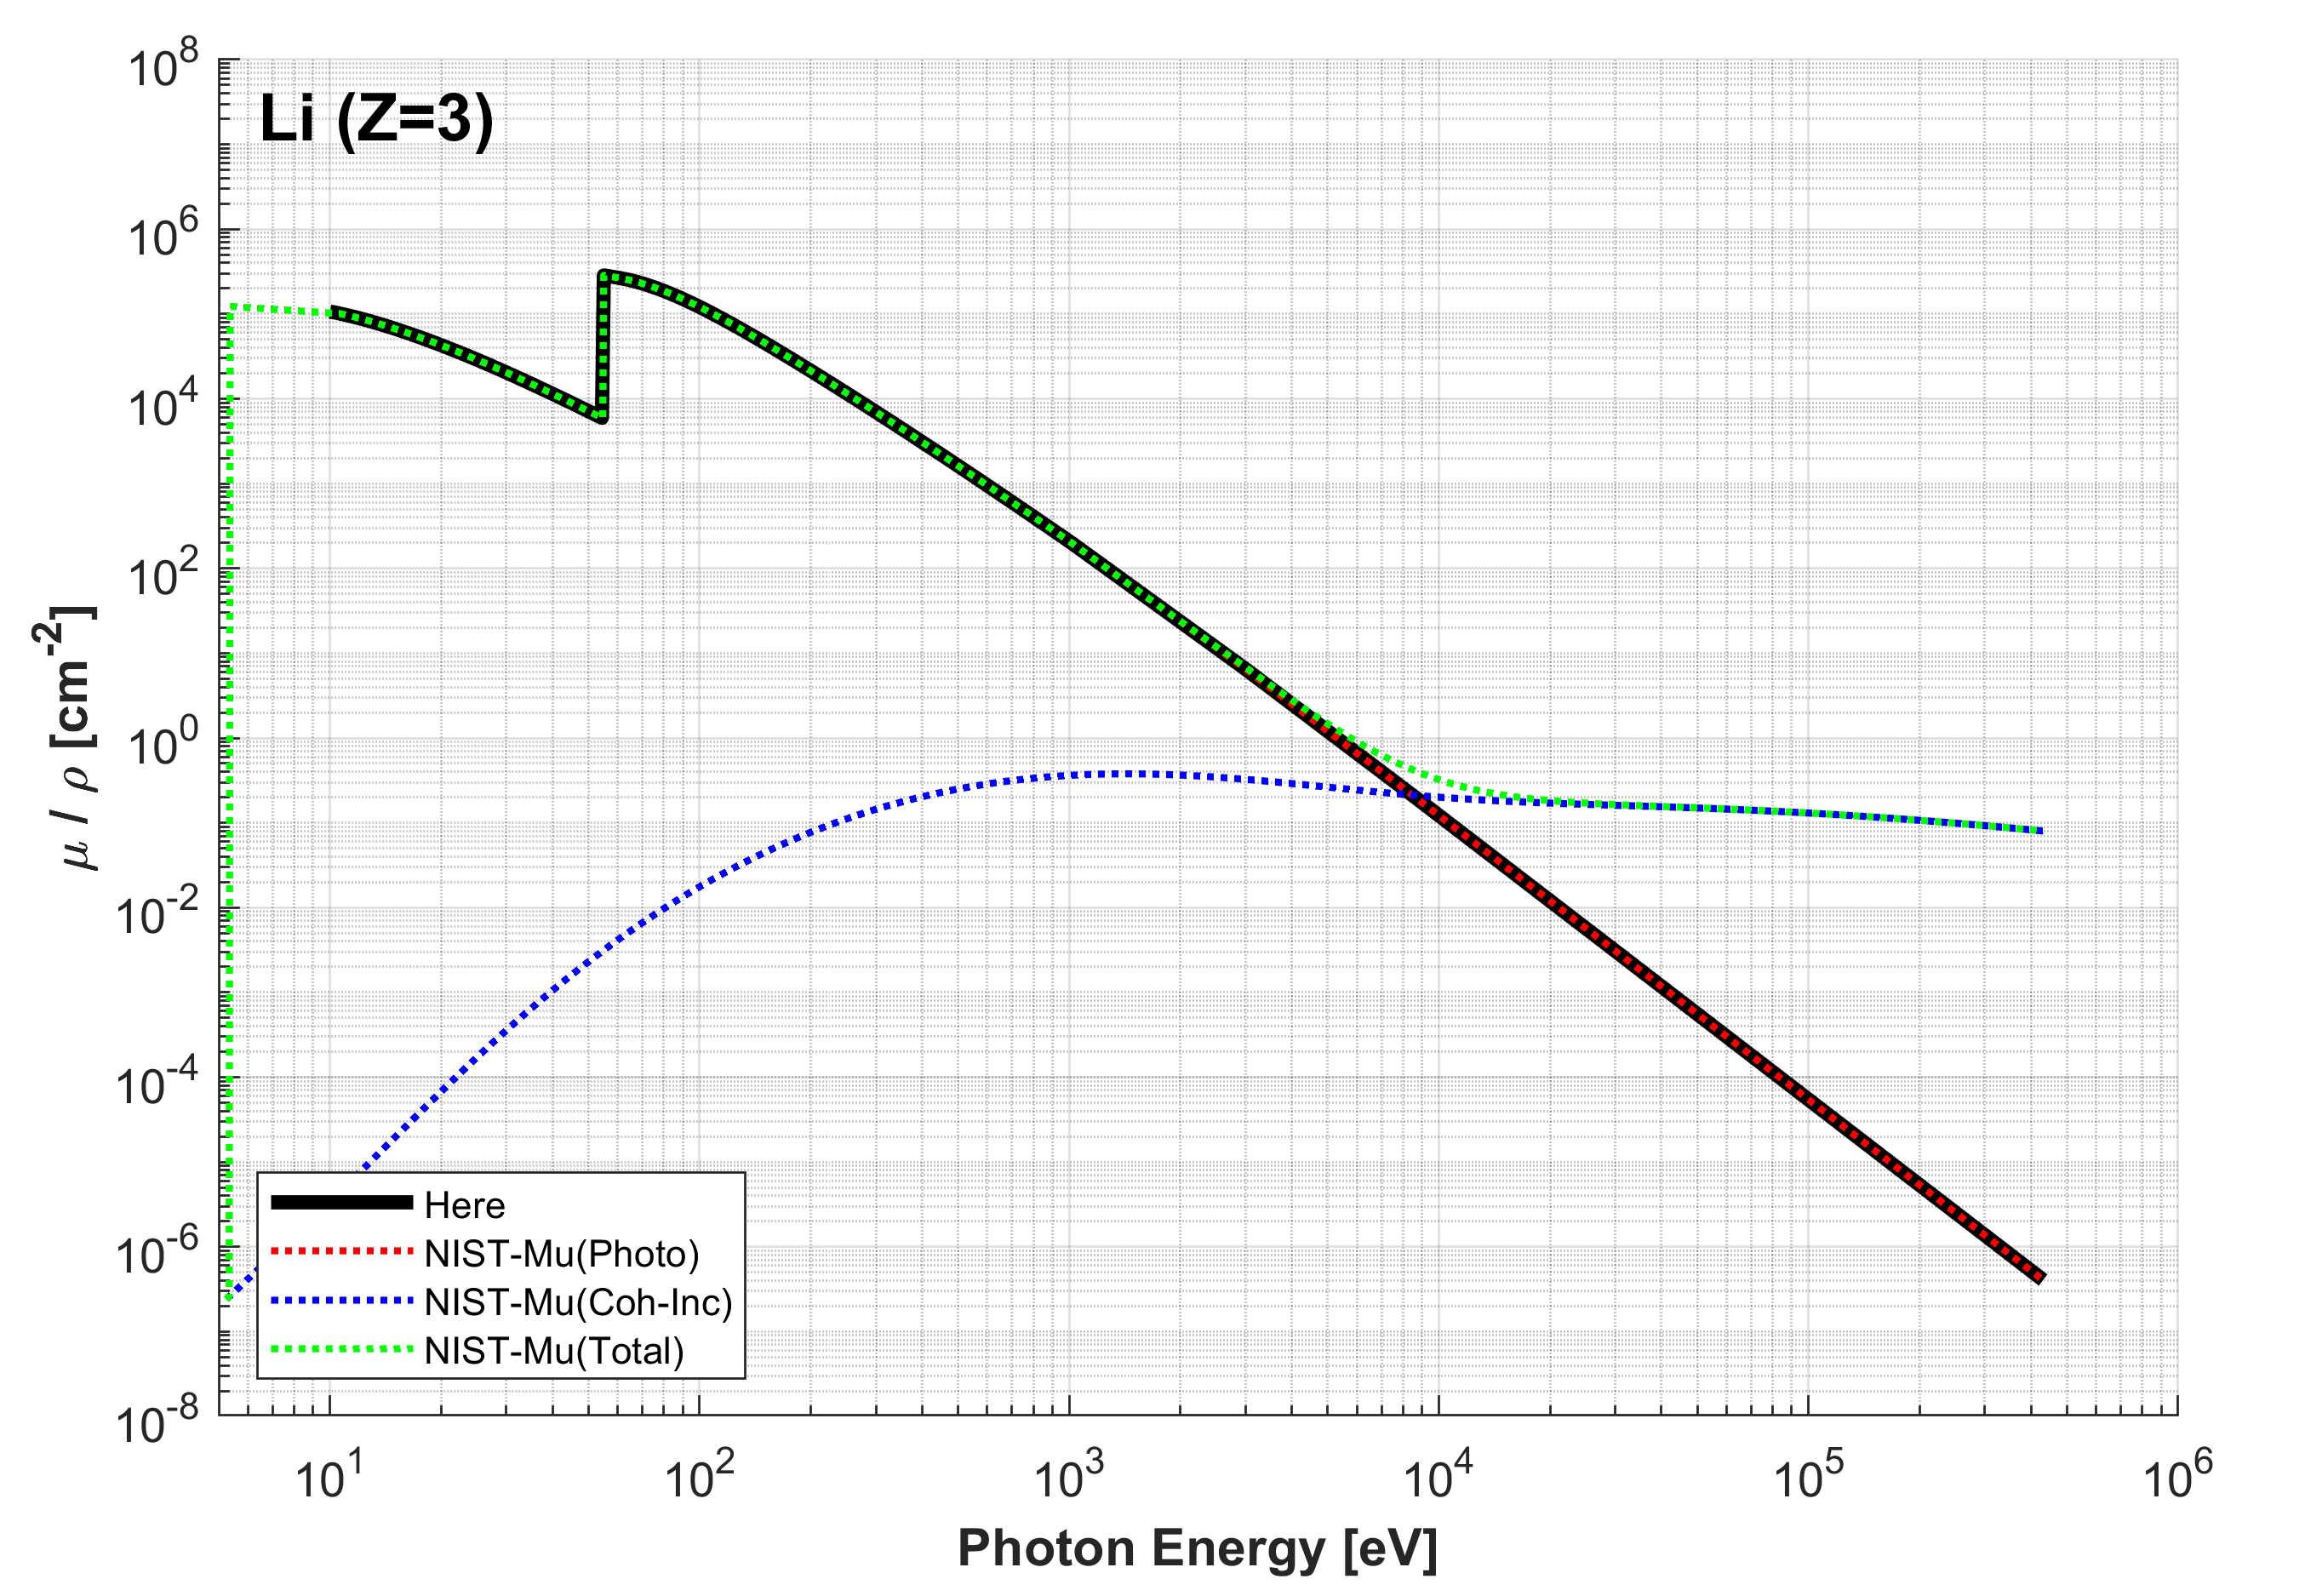 Li (Z=3)
10^8
10^6
10^4
10^2
10^0
10^-2
10^-4
10^-6
10^-8
μ / ρ [cm^-2]
Here
NIST-Mu(Photo)
NIST-Mu(Coh-Inc)
NIST-Mu(Total)
10^1 10^2 10^3 10^4 10^5 10^6
Photon Energy [eV]